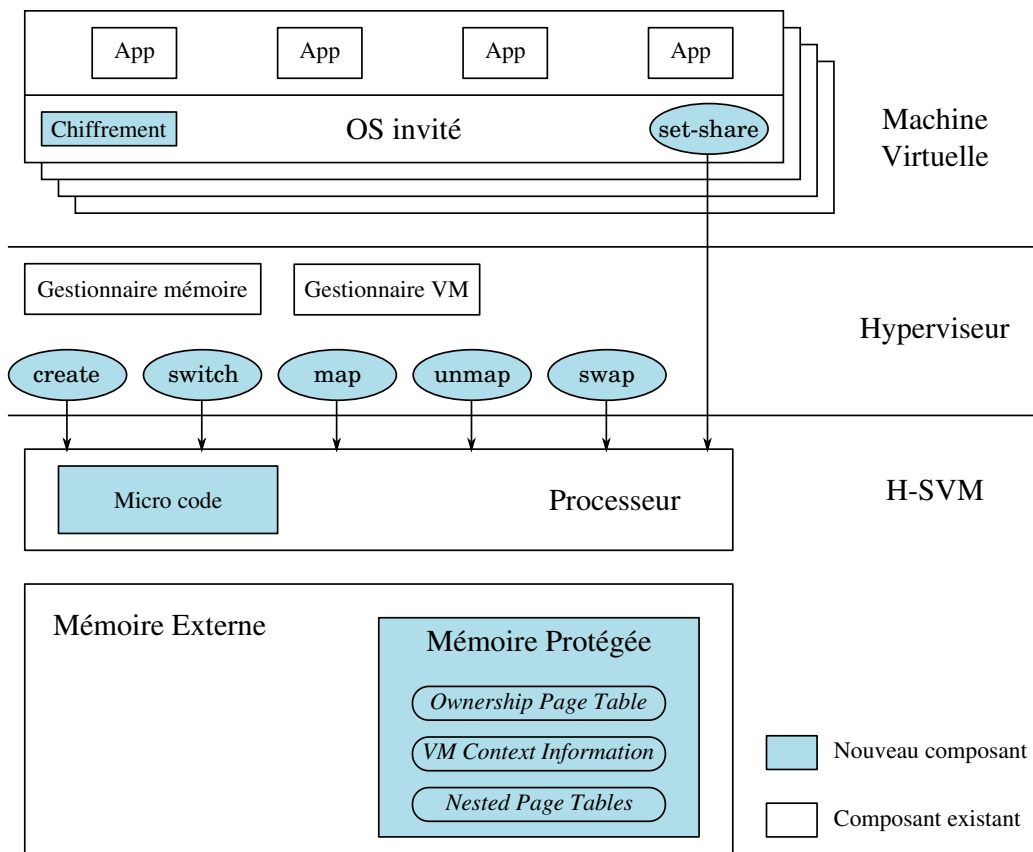 App App App App
Chiffrement OS invité set-share
Machine
Virtuelle
Gestionnaire mémoire Gestionnaire VM
Hyperviseur
create switch map unmap swap
Micro code Processeur
H-SVM
Mémoire Externe
Mémoire Protégée
Ownership Page Table
VM Context Information
Nested Page Tables
Nouveau composant
Composant existant